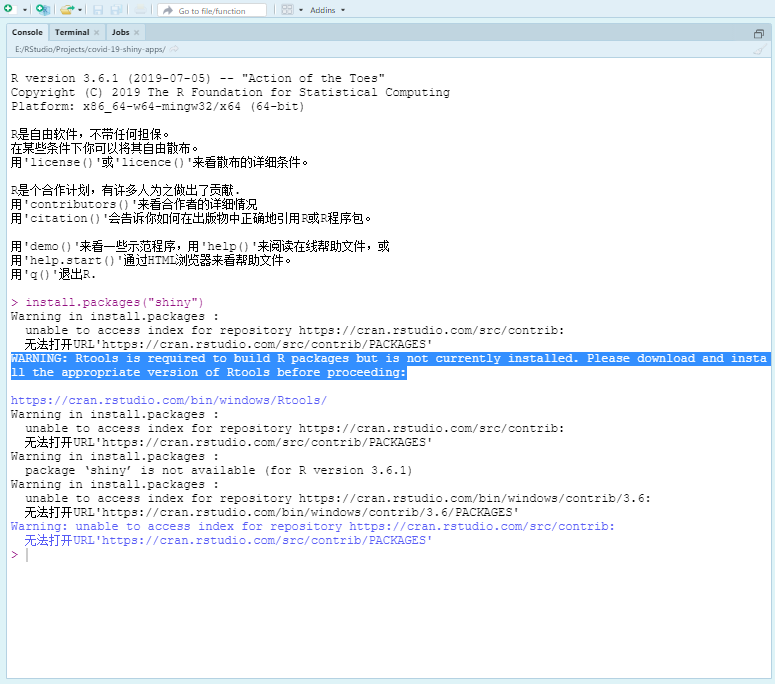 Go to file/function
Addins
Console Terminal Jobs
E:/RStudio/Projects/covid-19-shiny-apps/
R version 3.6.1 (2019-07-05) -- "Action of the Toes"
Copyright (C) 2019 The R Foundation for Statistical Computing
Platform: x86_64-w64-mingw32/x64 (64-bit)
R是自由软件，不带任何担保。
在某些条件下你可以将其自由散布。
用'license()'或'licence()'来看散布的详细条件。
R是个合作计划，有许多人为之做出了贡献.
用'contributors()'来看合作者的详细情况
用'citation()'会告诉你如何在出版物中正确地引用R或R程序包。
用'demo()'来看一些示范程序，用'help()'来阅读在线帮助文件，或
用'help.start()'通过HTML浏览器来看帮助文件。
用'q()'退出R.
> install.packages("shiny")
Warning in install.packages :
unable to access index for repository https://cran.rstudio.com/src/contrib:
无法打开URL'https://cran.rstudio.com/src/contrib/PACKAGES'
WARNING: Rtools is required to build R packages but is not currently installed. Please download and insta
ll the appropriate version of Rtools before proceeding:
https://cran.rstudio.com/bin/windows/Rtools/
Warning in install.packages :
unable to access index for repository https://cran.rstudio.com/src/contrib:
无法打开URL'https://cran.rstudio.com/src/contrib/PACKAGES'
Warning in install.packages :
package ‘shiny’ is not available (for R version 3.6.1)
Warning in install.packages :
unable to access index for repository https://cran.rstudio.com/bin/windows/contrib/3.6:
无法打开URL'https://cran.rstudio.com/bin/windows/contrib/3.6/PACKAGES'
Warning: unable to access index for repository https://cran.rstudio.com/src/contrib:
无法打开URL'https://cran.rstudio.com/src/contrib/PACKAGES'
>